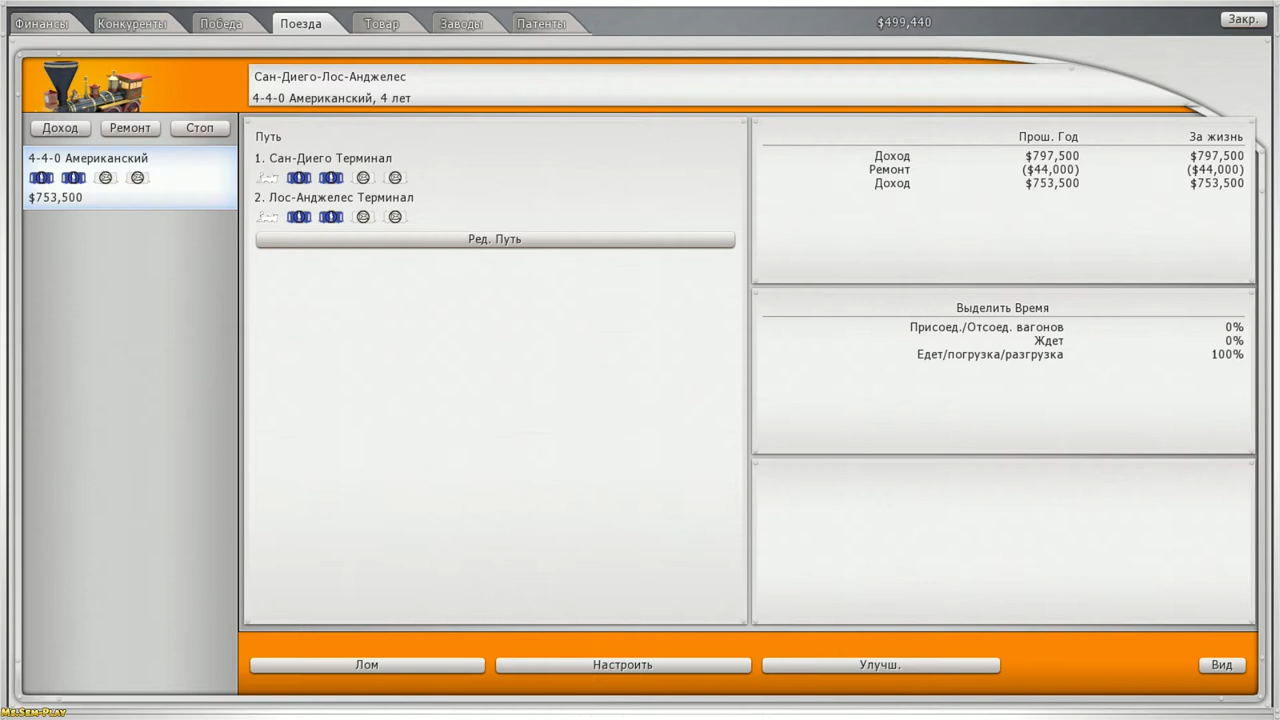 Финансы Конкуренты Победа Поезда Товар Заводы Патенты $499,440 Закр.
Сан-Диего-Лос-Анджелес
4-4-0 Американский, 4 лет
Доход Ремонт Стоп
4-4-0 Американский
$753,500
Путь
1. Сан-Диего Терминал
2. Лос-Анджелес Терминал
Ред. Путь
Прош. Год За жизнь
Доход $797,500 $797,500
Ремонт ($44,000) ($44,000)
Доход $753,500 $753,500
Выделить Время
Присоед./Отсоед. вагонов 0%
Ждет 0%
Едет/погрузка/разгрузка 100%
Лом Настроить Улучш. Вид
Mr.Sem-Play